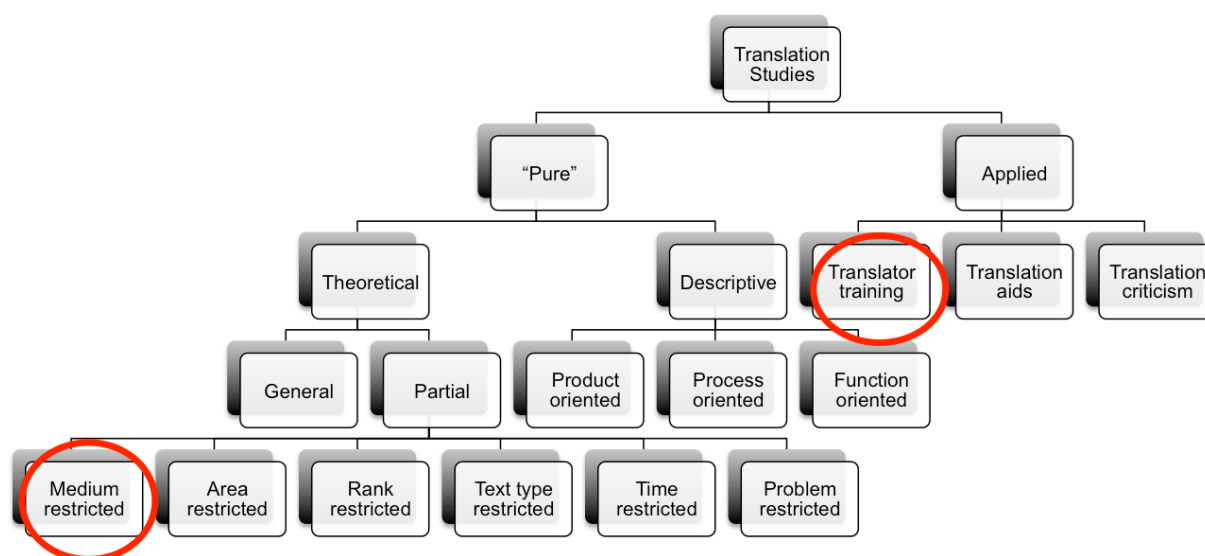 Translation
Studies
“Pure”
Applied
Theoretical
Descriptive
Translator
training
Translation
aids
Translation
criticism
General
Partial
Product
oriented
Process
oriented
Function
oriented
Medium
restricted
Area
restricted
Rank
restricted
Text type
restricted
Time
restricted
Problem
restricted